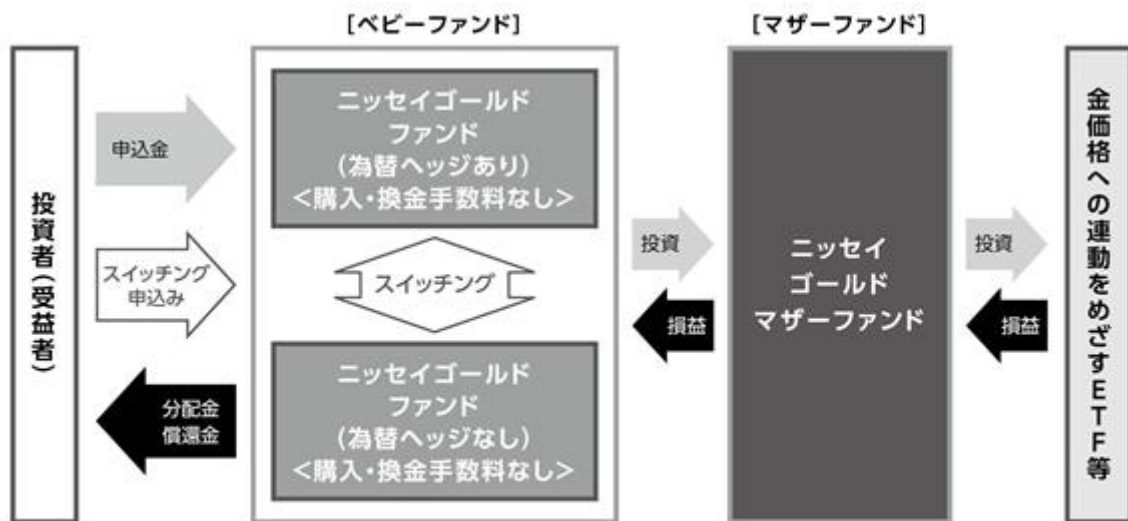 [ベビーファンド]
[マザーファンド]
投資者(受益者)
申込金
スイッチング
申込み
分配金
償還金
ニッセイゴールド
ファンド
(為替ヘッジあり)
<購入・換金手数料なし>
スイッチング
ニッセイゴールド
ファンド
(為替ヘッジなし)
<購入・換金手数料なし>
投資
損益
ニッセイ
ゴールド
マザーファンド
投資
損益
金価格への連動をめざすETF等